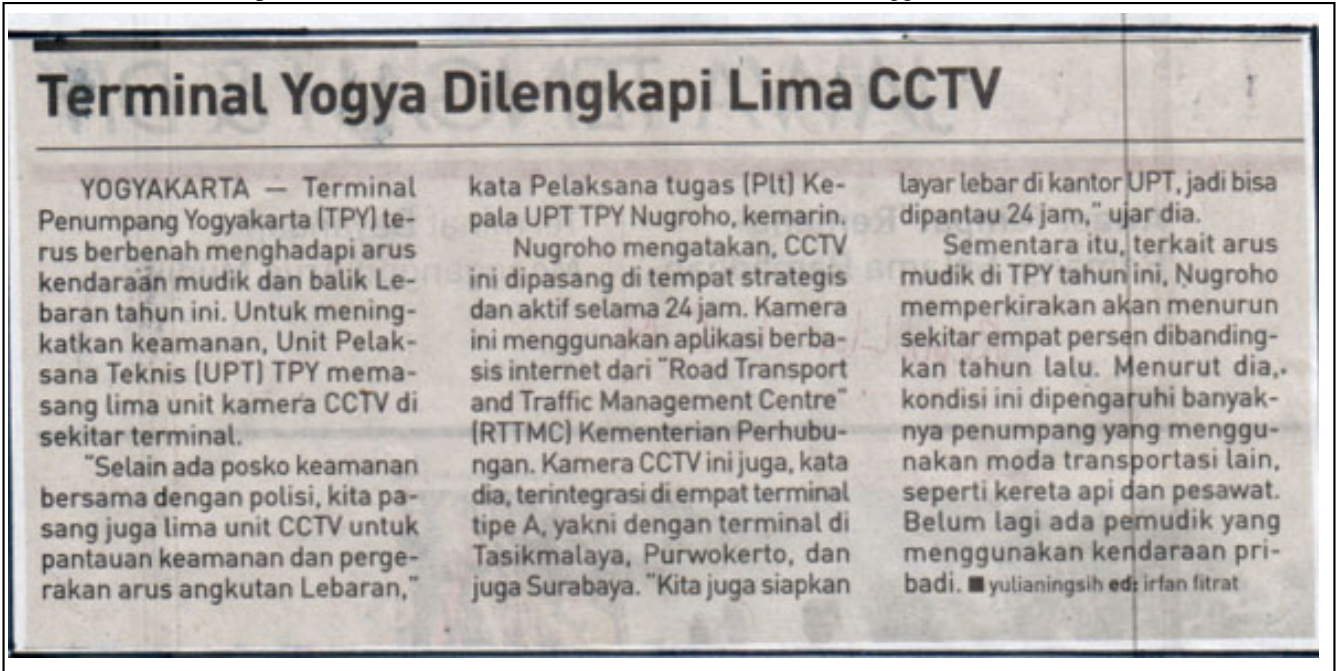 Terminal Yogya Dilengkapi Lima CCTV
YOGYAKARTA — Terminal
Penumpang Yogyakarta (TPY) te-
rus berbenah menghadapi arus
kendaraan mudik dan balik Le-
baran tahun ini. Untuk mening-
katkan keamanan, Unit Pelak-
sana Teknis (UPT) TPY mema-
sang lima unit kamera CCTV di
sekitar terminal.
"Selain ada posko keamanan
bersama dengan polisi, kita pa-
sang juga lima unit CCTV untuk
pantauan keamanan dan perge-
rakan arus angkutan Lebaran,"
kata Pelaksana tugas (Plt) Ke-
pala UPT TPY Nugroho, kemarin.
Nugroho mengatakan, CCTV
ini dipasang di tempat strategis
dan aktif selama 24 jam. Kamera
ini menggunakan aplikasi berba-
sis internet dari "Road Transport
and Traffic Management Centre"
(RTTMC) Kementerian Perhubu-
ngan. Kamera CCTV ini juga, kata
dia, terintegrasi di empat terminal
tipe A, yakni dengan terminal di
Tasikmalaya, Purwokerto, dan
juga Surabaya. "Kita juga siapkan
layar lebar di kantor UPT, jadi bisa
dipantau 24 jam," ujar dia.
Sementara itu, terkait arus
mudik di TPY tahun ini, Nugroho
memperkirakan akan menurun
sekitar empat persen dibanding-
kan tahun lalu. Menurut dia,
kondisi ini dipengaruhi banyak-
nya penumpang yang menggu-
nakan moda transportasi lain,
seperti kereta api dan pesawat.
Belum lagi ada pemudik yang
menggunakan kendaraan pri-
badi. ■ yulianingsih ed: irfan fitrat